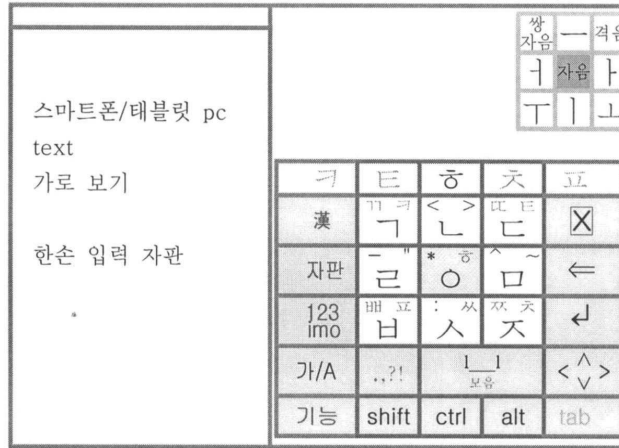 쌍자음 ㅡ 격음
ㅓ 자음 ㅏ
ㅜ ㅣ ㅗ
스마트폰/태블릿 pc
text
가로 보기
한손 입력 자판
ㅋ ㅌ ㅎ ㅊ ㅍ
漢 ㄲ ㅋ ㄱ < > ㄴ ㄸ ㅌ ㄷ X
자판 – " ㄹ * ㅎ ㅇ ^ ~ ㅁ ⇐
123 imo ㅃ ㅍ ㅂ : ㅆ ㅅ ㅉ ㅊ ㅈ ↲
가/A .,?! 모음 < ^ v >
기능 shift ctrl alt tab